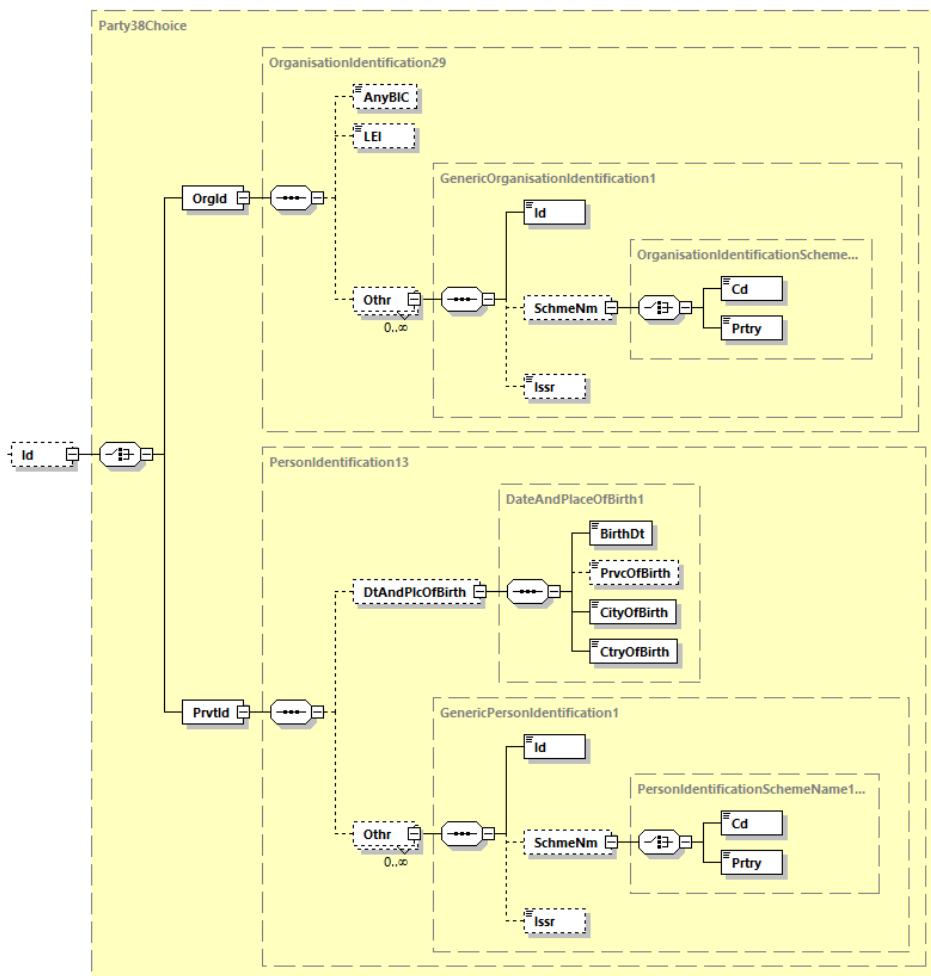 Party38Choice
OrganisationIdentification29
AnyBIC
LEI
GenericOrganisationIdentification1
OrgId
Id
OrganisationIdentificationScheme...
Cd
Othr
SchmeNm
Prtry
0..∞
Issr
Id
PersonIdentification13
DateAndPlaceOfBirth1
BirthDt
PrvcOfBirth
DtAndPlcOfBirth
CityOfBirth
CtryOfBirth
PrvtId
GenericPersonIdentification1
Id
PersonIdentificationSchemeName1...
Cd
Othr
SchmeNm
Prtry
0..∞
Issr